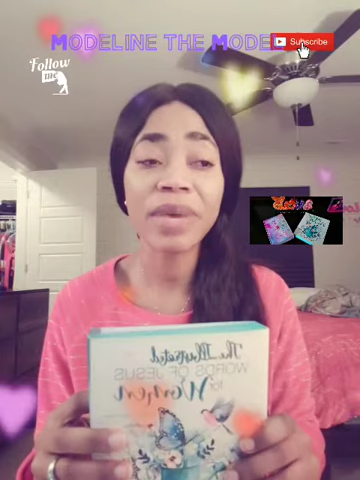 MODELINE THE MODEL
Subscribe
Follow
me
The Illustrated
WORDS OF JESUS
for
Women